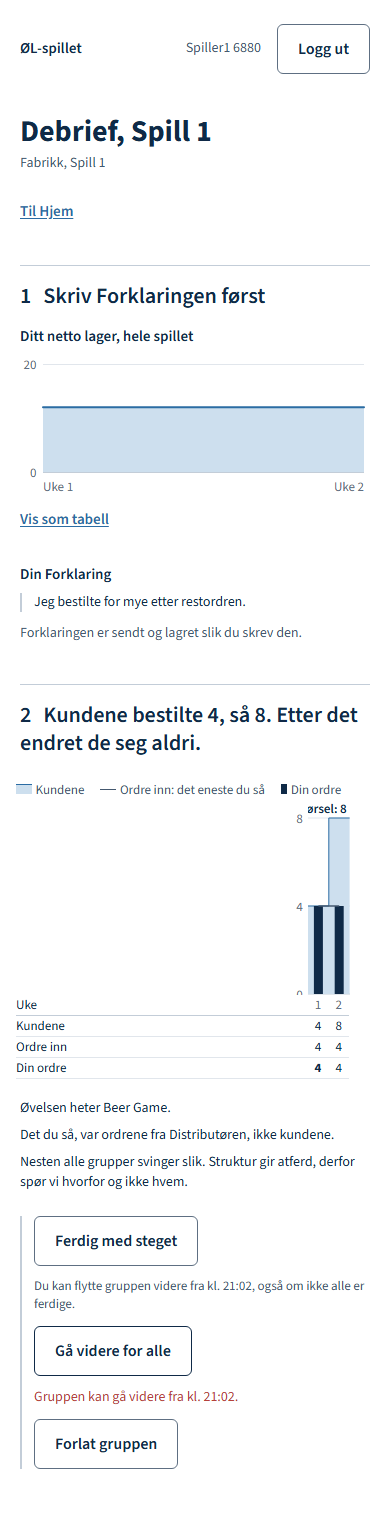 ØL-spillet
Spiller1 6880
Logg ut
Debrief, Spill 1
Fabrikk, Spill 1
Til Hjem
1 Skriv Forklaringen først
Ditt netto lager, hele spillet
20
0
Uke 1 Uke 2
Vis som tabell
Din Forklaring
Jeg bestilte for mye etter restordren.
Forklaringen er sendt og lagret slik du skrev den.
2 Kundene bestilte 4, så 8. Etter det
endret de seg aldri.
Kundene Ordre inn: det eneste du så Din ordre
ørsel: 8
8
4
0
Uke 1 2
Kundene 4 8
Ordre inn 4 4
Din ordre 4 4
Øvelsen heter Beer Game.
Det du så, var ordrene fra Distributøren, ikke kundene.
Nesten alle grupper svinger slik. Struktur gir atferd, derfor
spør vi hvorfor og ikke hvem.
Ferdig med steget
Du kan flytte gruppen videre fra kl. 21:02, også om ikke alle er
ferdige.
Gå videre for alle
Gruppen kan gå videre fra kl. 21:02.
Forlat gruppen